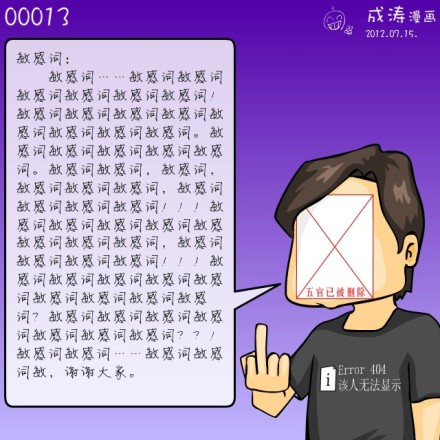 00013
成涛漫画
2012.07.15.
敏感词：
敏感词……敏感词敏感词
敏感词敏感词敏感词敏感词！
敏感词敏感词敏感词敏感词敏
感词敏感词敏感词敏感词。敏
感词敏感词敏感词敏感词敏感
词。敏感词敏感词，敏感词，
敏感词敏感词敏感词，敏感词
敏感词敏感词敏感词！！！敏
感词敏感词敏感词敏感词敏感词
敏感词敏感词敏感词，敏感词
敏感词敏感词敏感词！！！敏
感词敏感词敏感词敏感词敏感
词敏感词敏感词敏感词敏感
词？敏感词敏感词敏感词敏感
词敏感词敏感词敏感词？？！
敏感词敏感词……敏感词敏感
词敏，谢谢大家。
五官已被删除
Error 404
该人无法显示